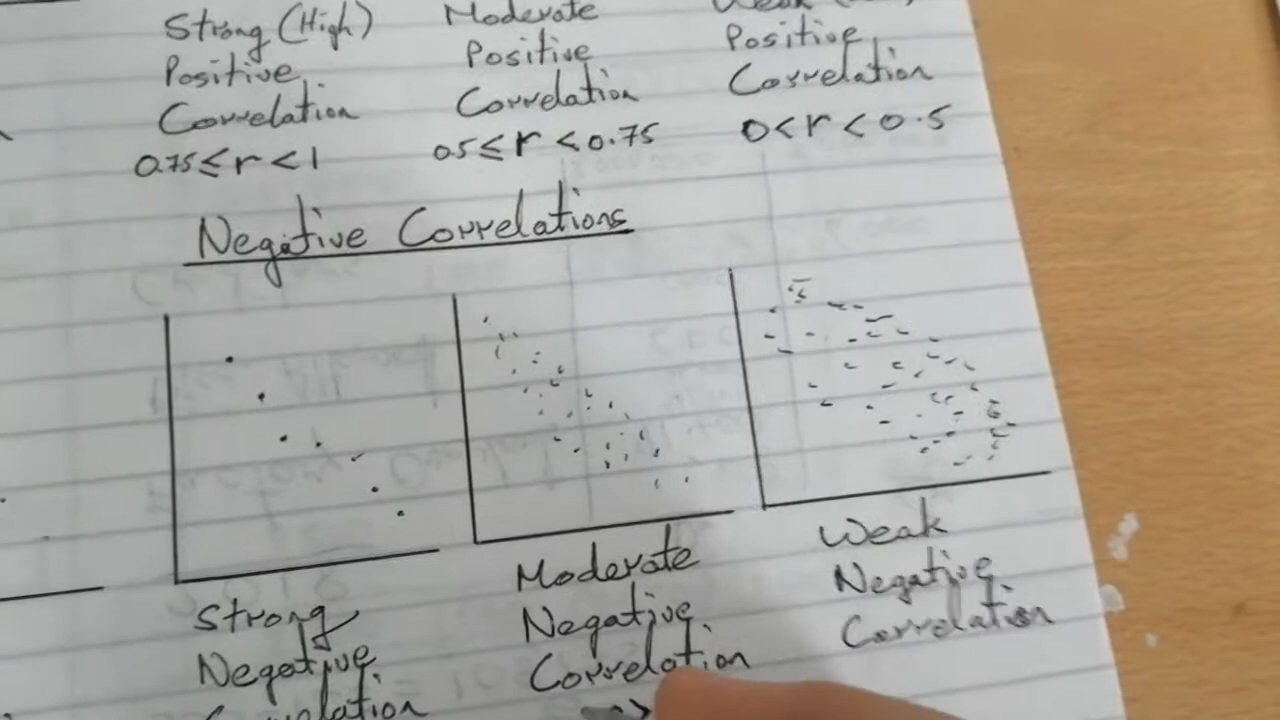 Strong (High)
Positive
Correlation
0.75 ≤ r < 1
Moderate
Positive
Correlation
0.5 ≤ r < 0.75
Positive
Correlation
0 < r < 0.5
Negative Correlations
Strong
Negative
Correlation
Moderate
Negative
Correlation
Weak
Negative
Correlation